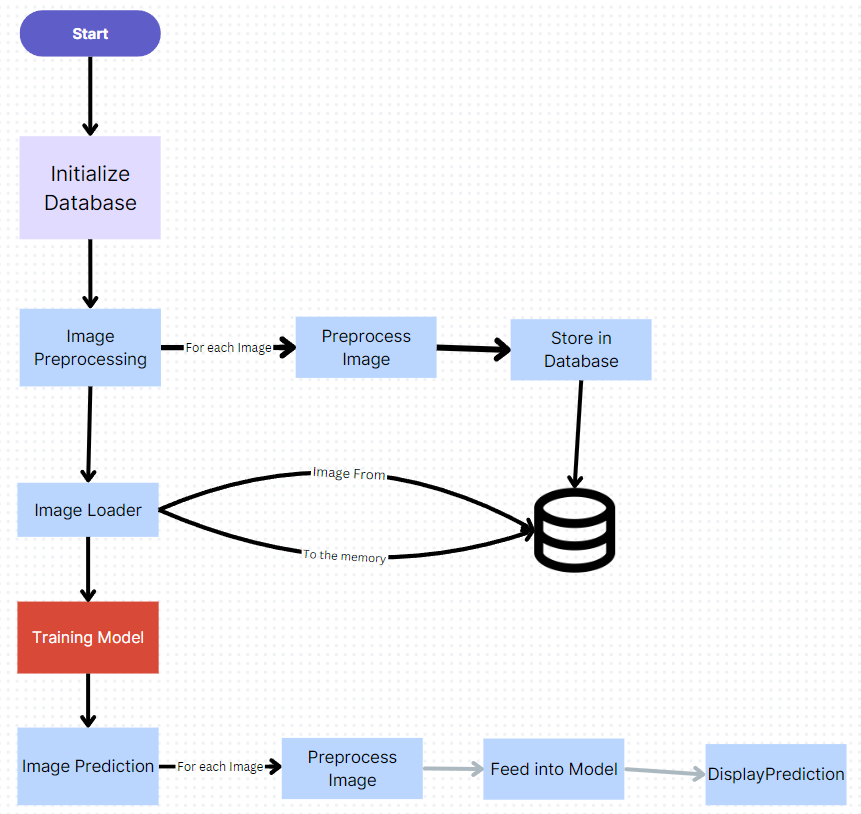 Start
Initialize
Database
Image
Preprocessing
For each Image
Preprocess
Image
Store in
Database
Image From
Image Loader
To the memory
Training Model
Image Prediction
For each Image
Preprocess
Image
Feed into Model
DisplayPrediction